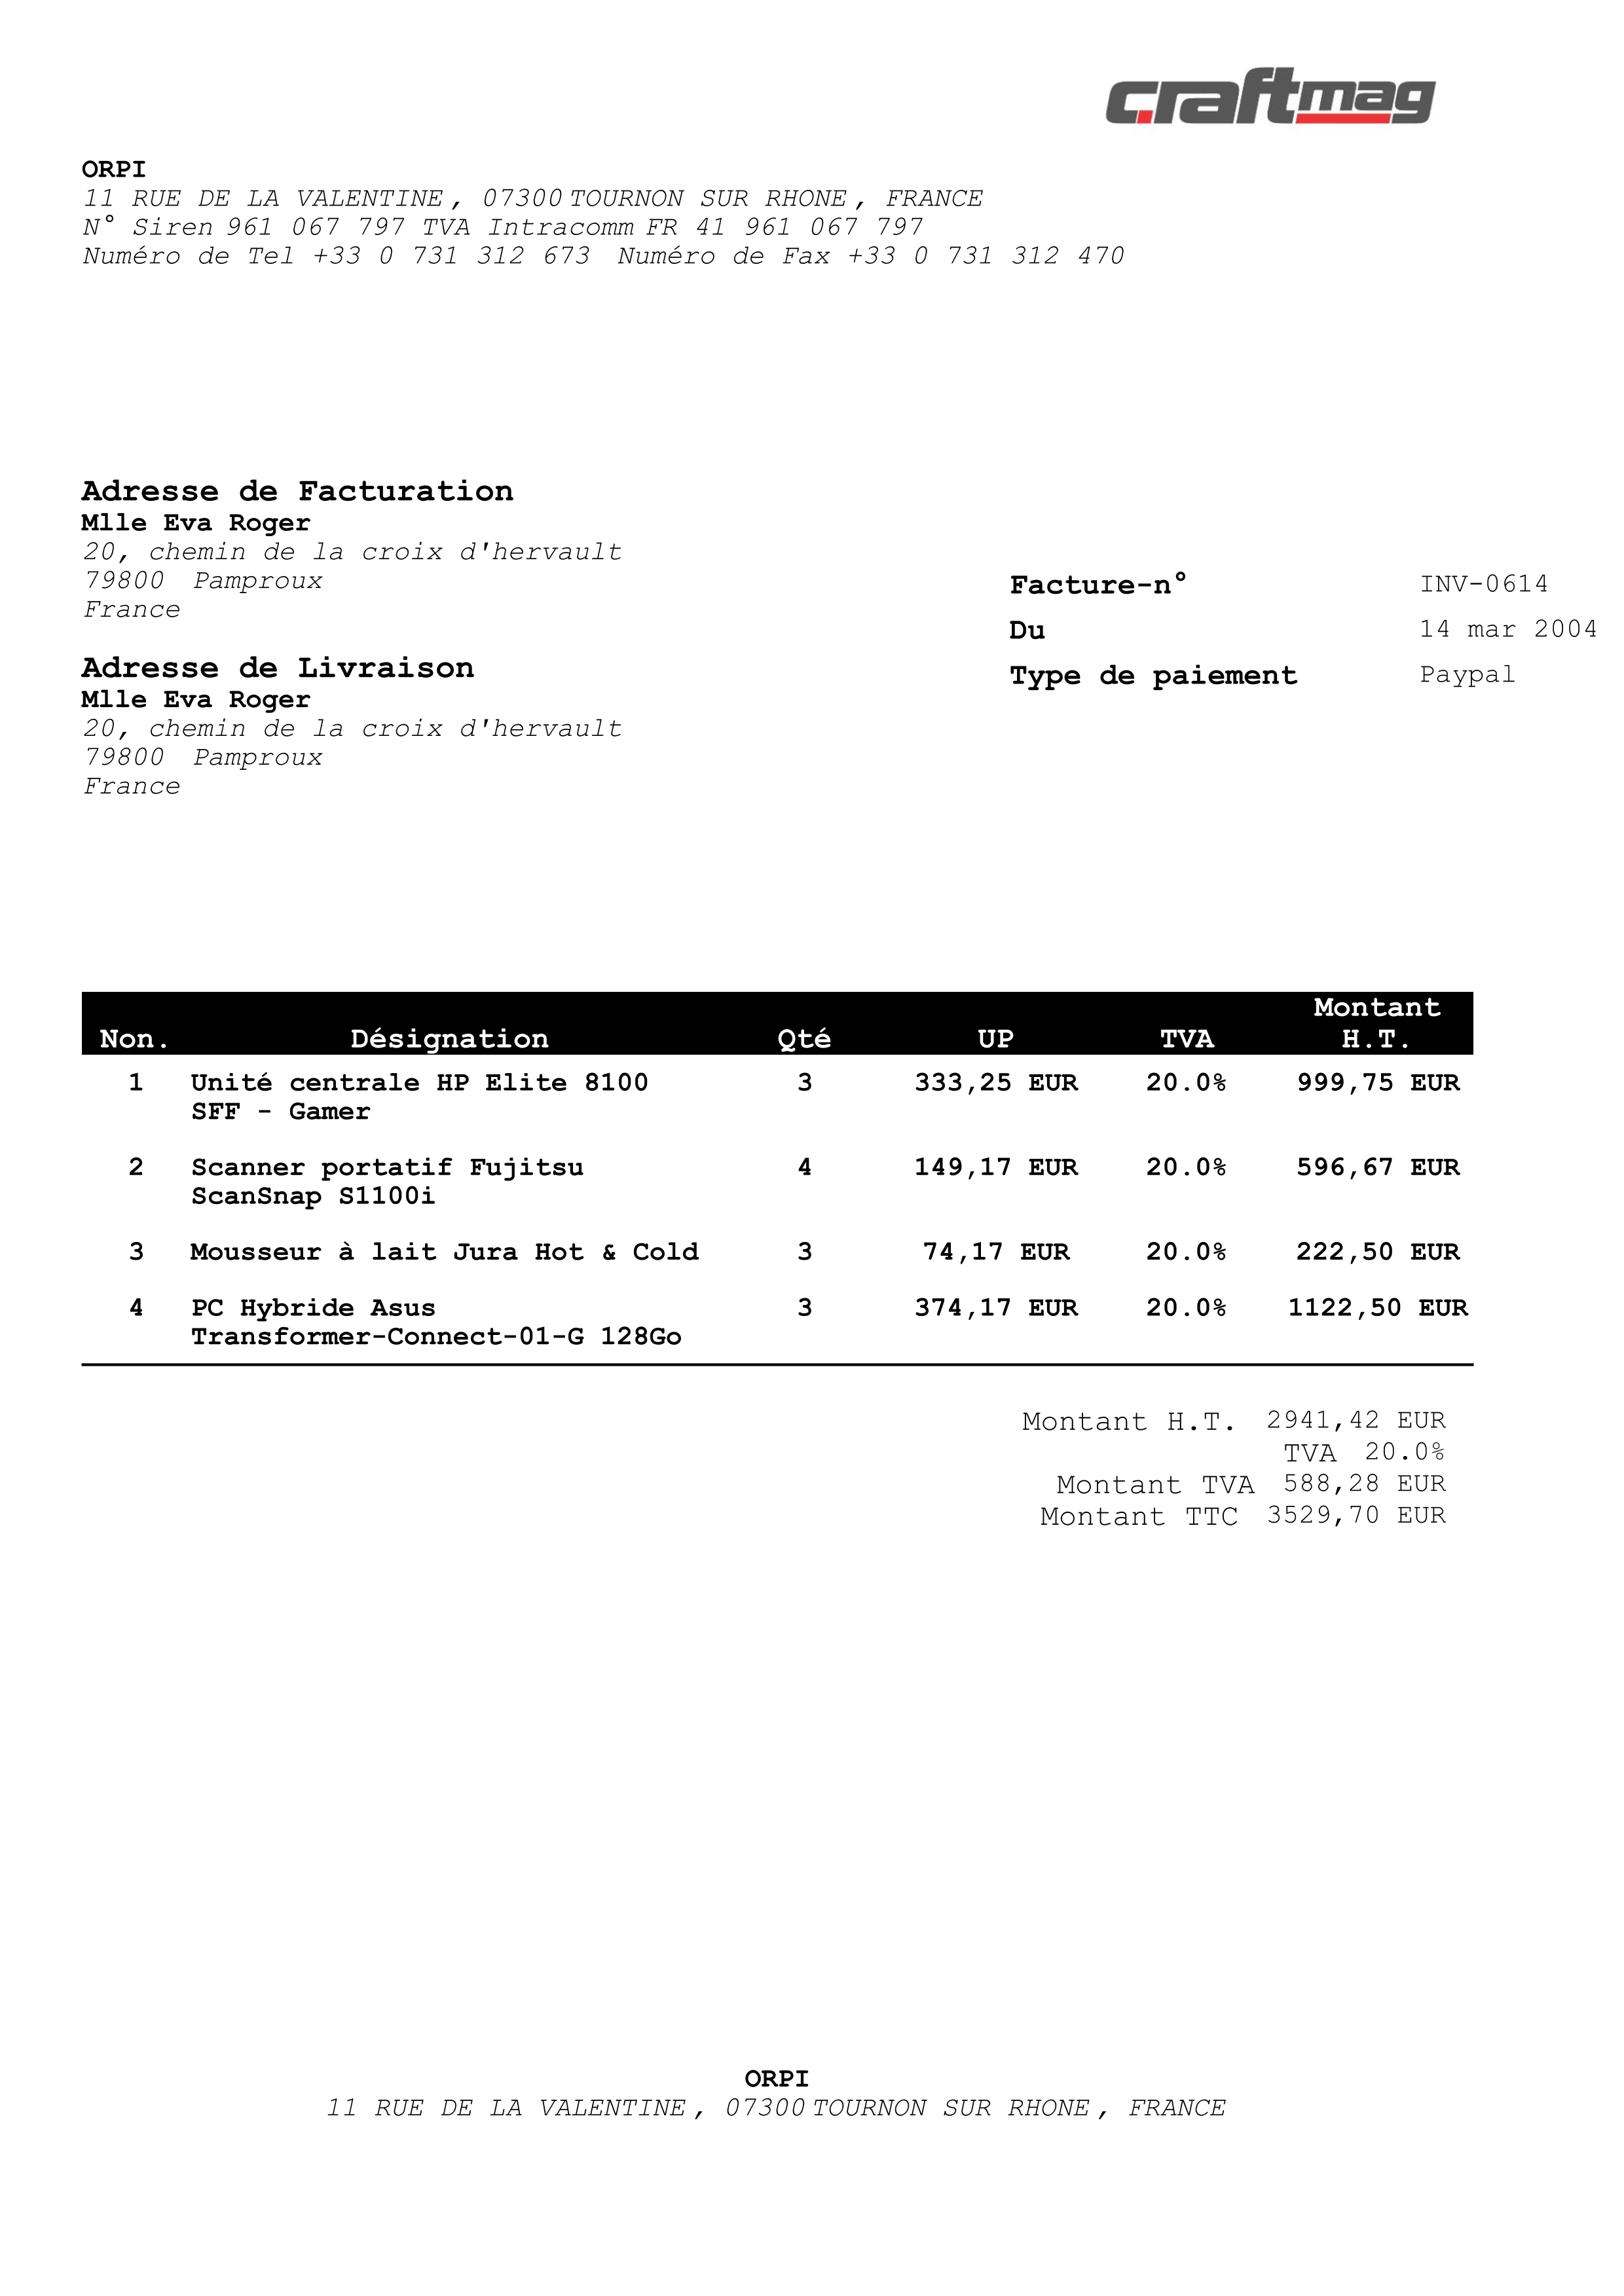 craftmag
ORPI
11 RUE DE LA VALENTINE, 07300 TOURNON SUR RHONE, FRANCE
N° Siren 961 067 797 TVA Intracomm FR 41 961 067 797
Numéro de Tel +33 0 731 312 673 Numéro de Fax +33 0 731 312 470
Adresse de Facturation
Mlle Eva Roger
20, chemin de la croix d'hervault
79800 Pamproux
France
Facture-n° INV-0614
Du 14 mar 2004
Type de paiement Paypal
Adresse de Livraison
Mlle Eva Roger
20, chemin de la croix d'hervault
79800 Pamproux
France
Non. Désignation Qté UP TVA Montant H.T.
1 Unité centrale HP Elite 8100 3 333,25 EUR 20.0% 999,75 EUR
SFF - Gamer
2 Scanner portatif Fujitsu 4 149,17 EUR 20.0% 596,67 EUR
ScanSnap S1100i
3 Mousseur à lait Jura Hot & Cold 3 74,17 EUR 20.0% 222,50 EUR
4 PC Hybride Asus 3 374,17 EUR 20.0% 1122,50 EUR
Transformer-Connect-01-G 128Go
Montant H.T. 2941,42 EUR
TVA 20.0%
Montant TVA 588,28 EUR
Montant TTC 3529,70 EUR
ORPI
11 RUE DE LA VALENTINE, 07300 TOURNON SUR RHONE, FRANCE